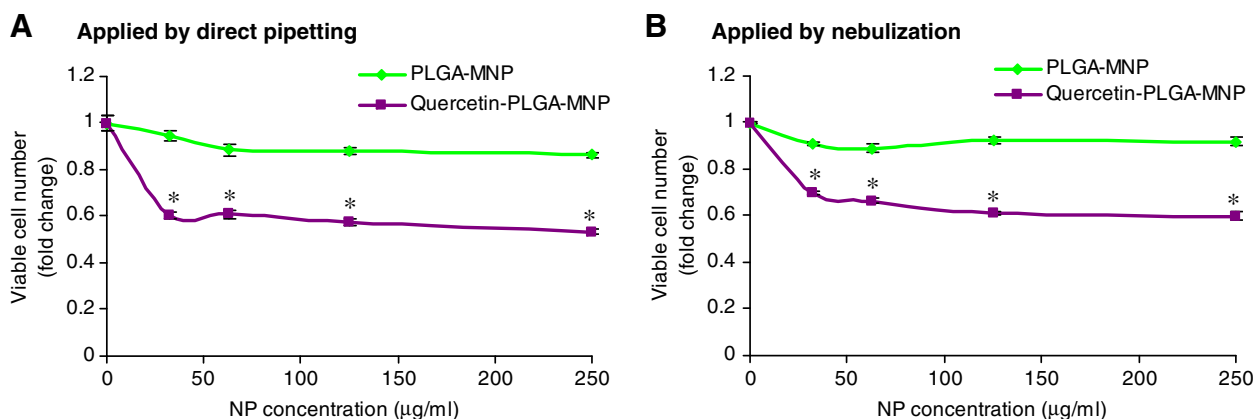 A Applied by direct pipetting
PLGA-MNP
Quercetin-PLGA-MNP
1.2
1
0.8
0.6
0.4
0.2
0
Viable cell number
(fold change)
* * * *
0 50 100 150 200 250
NP concentration (μg/ml)
B Applied by nebulization
PLGA-MNP
Quercetin-PLGA-MNP
1.2
1
0.8
0.6
0.4
0.2
0
Viable cell number
(fold change)
* * * *
0 50 100 150 200 250
NP concentration (μg/ml)